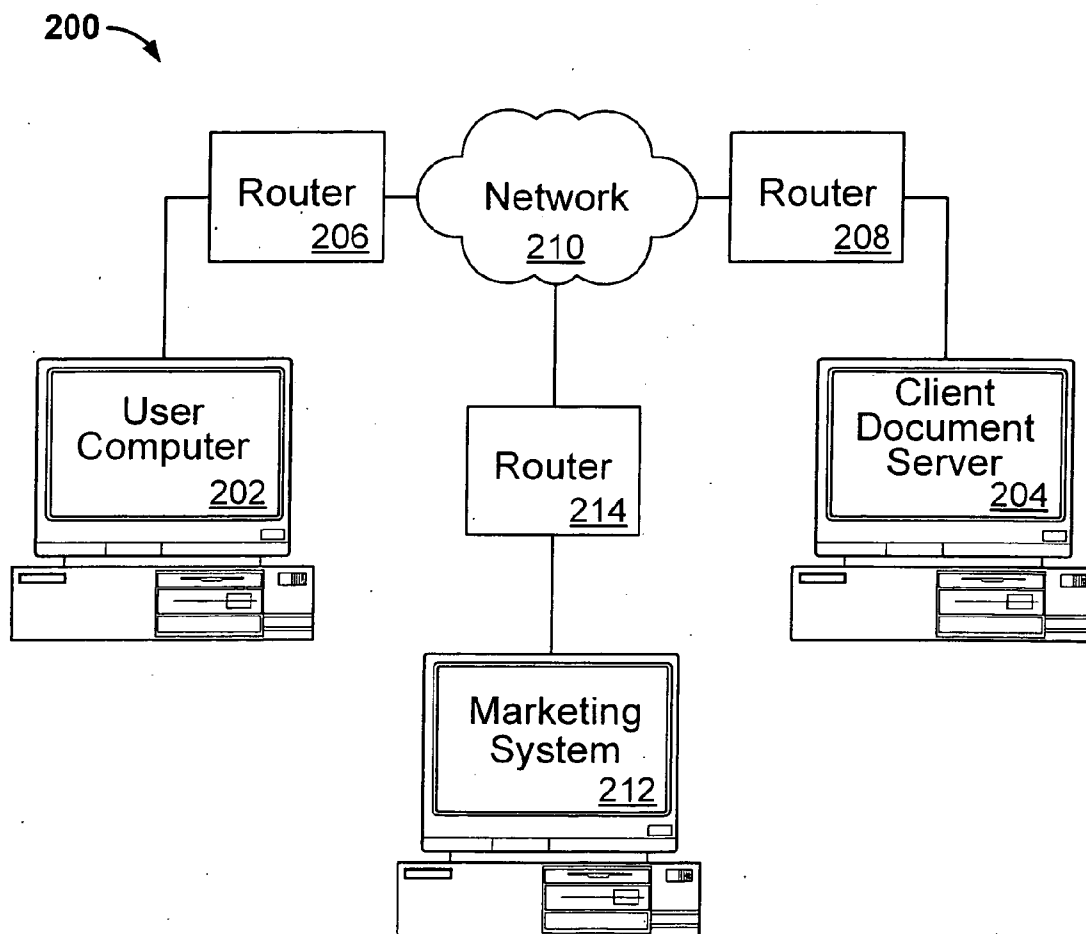 200
Router
206
Network
210
Router
208
User
Computer
202
Router
214
Client
Document
Server
204
Marketing
System
212